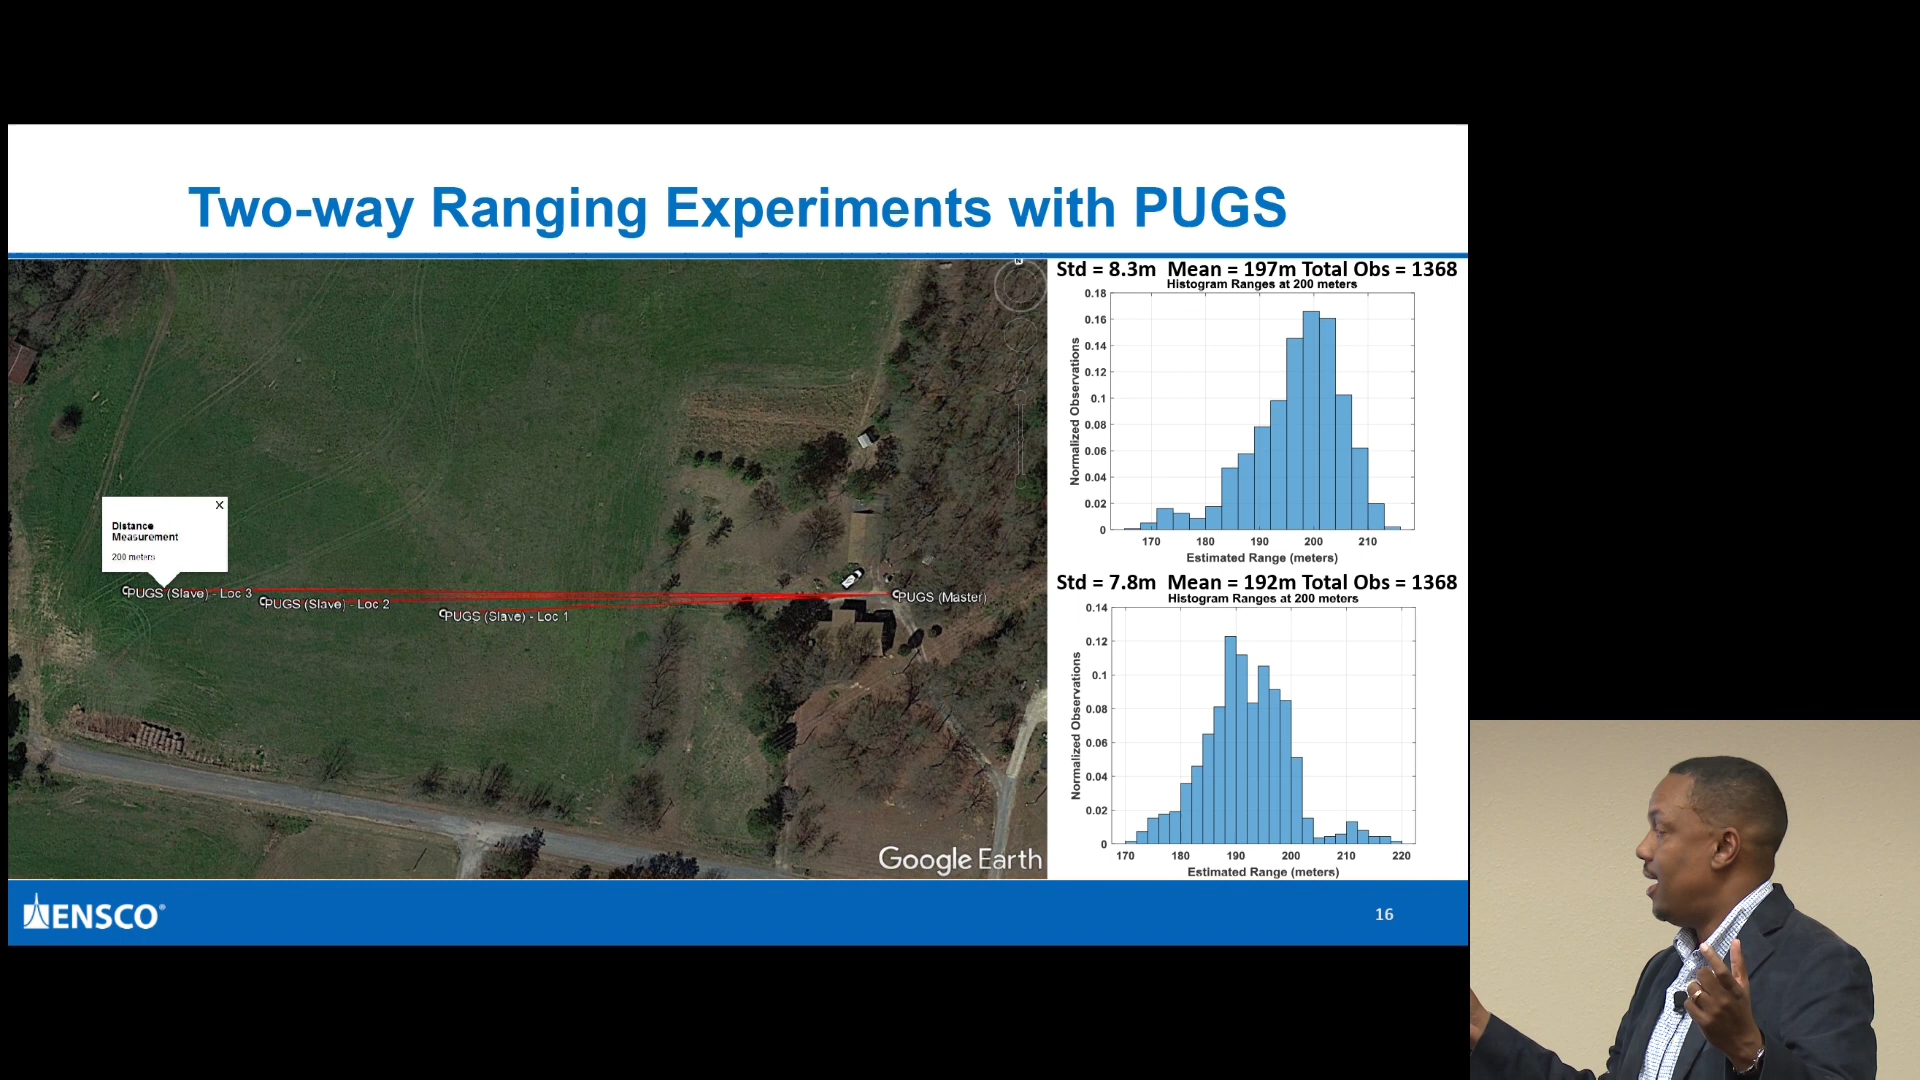 Two-way Ranging Experiments with PUGS
Distance
Measurement
200 meters
X
PUGS (Slave) - Loc 3
PUGS (Slave) - Loc 2
PUGS (Slave) - Loc 1
PUGS (Master)
Google Earth
Std = 8.3m Mean = 197m Total Obs = 1368
Histogram Ranges at 200 meters
Normalized Observations
0.18
0.16
0.14
0.12
0.1
0.08
0.06
0.04
0.02
0
170 180 190 200 210
Estimated Range (meters)
Std = 7.8m Mean = 192m Total Obs = 1368
Histogram Ranges at 200 meters
Normalized Observations
0.14
0.12
0.1
0.08
0.06
0.04
0.02
0
170 180 190 200 210 220
Estimated Range (meters)
ENSCO®
16